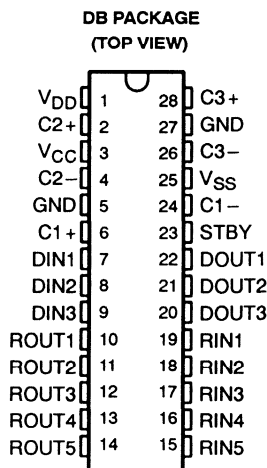 DB PACKAGE
(TOP VIEW)
VDD 1 28 C3+
C2+ 2 27 GND
VCC 3 26 C3−
C2− 4 25 VSS
GND 5 24 C1−
C1+ 6 23 STBY
DIN1 7 22 DOUT1
DIN2 8 21 DOUT2
DIN3 9 20 DOUT3
ROUT1 10 19 RIN1
ROUT2 11 18 RIN2
ROUT3 12 17 RIN3
ROUT4 13 16 RIN4
ROUT5 14 15 RIN5